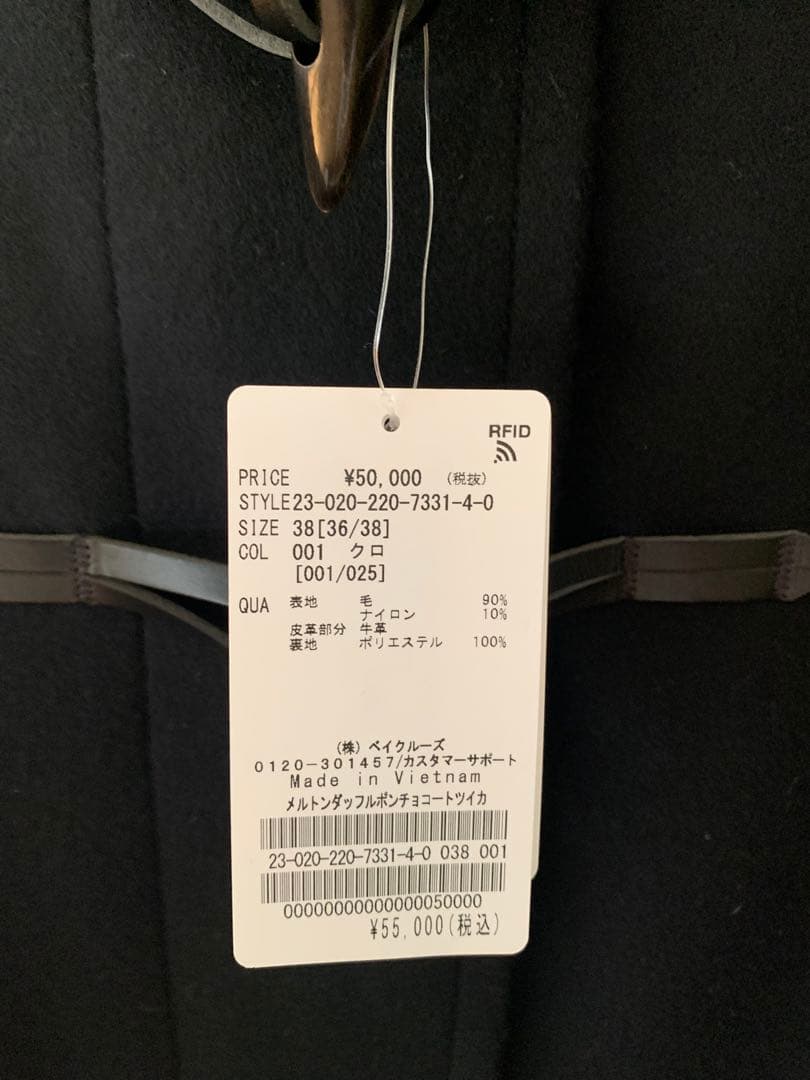 RFID
PRICE ¥50,000 (税抜)
STYLE23-020-220-7331-4-0
SIZE 38[36/38]
COL 001 クロ
[001/025]
QUA 表地 毛 90%
ナイロン 10%
皮革部分 牛革
裏地 ポリエステル 100%
(株) ベイクルーズ
0120-301457/カスタマーサポート
Made in Vietnam
メルトンダッフルポンチョコートツイカ
23-020-220-7331-4-0 038 001
00000000000000050000
¥55,000(税込)